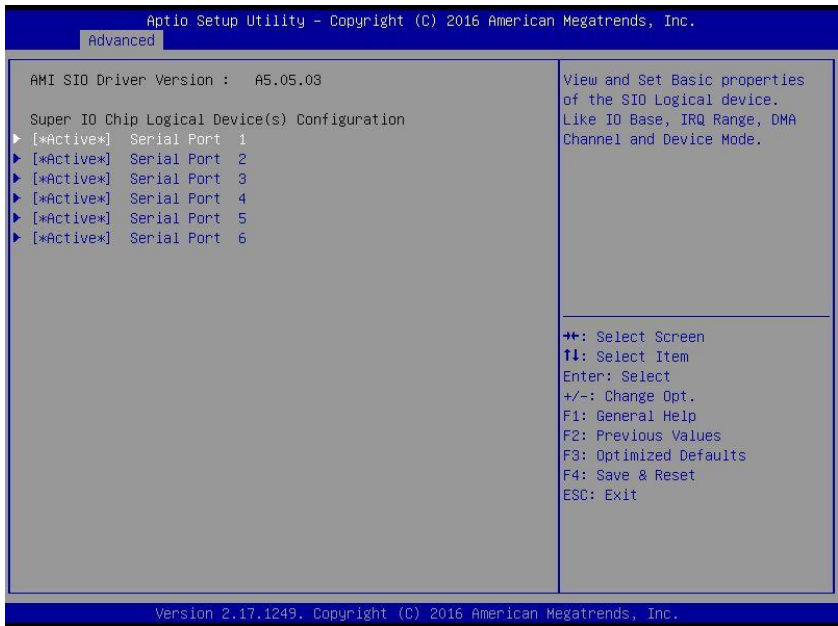 Aptio Setup Utility – Copyright (C) 2016 American Megatrends, Inc.
Advanced
AMI SIO Driver Version : A5.05.03
Super IO Chip Logical Device(s) Configuration
[*Active*] Serial Port 1
[*Active*] Serial Port 2
[*Active*] Serial Port 3
[*Active*] Serial Port 4
[*Active*] Serial Port 5
[*Active*] Serial Port 6
View and Set Basic properties
of the SIO Logical device.
Like IO Base, IRQ Range, DMA
Channel and Device Mode.
→←: Select Screen
↑↓: Select Item
Enter: Select
+/-: Change Opt.
F1: General Help
F2: Previous Values
F3: Optimized Defaults
F4: Save & Reset
ESC: Exit
Version 2.17.1249. Copyright (C) 2016 American Megatrends, Inc.